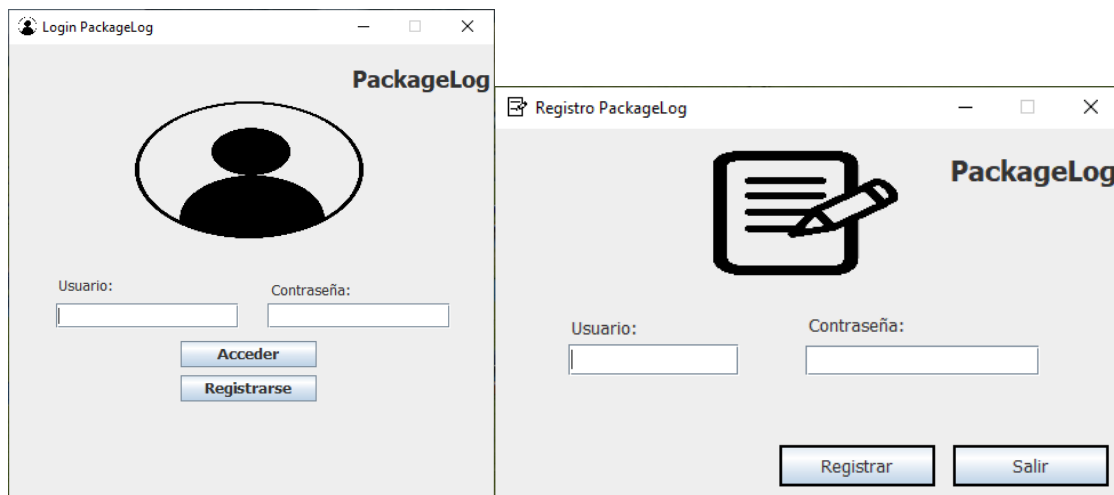 Login PackageLog
PackageLog
Usuario:
Contraseña:
Acceder
Registrarse
Registro PackageLog
PackageLog
Usuario:
Contraseña:
Registrar
Salir